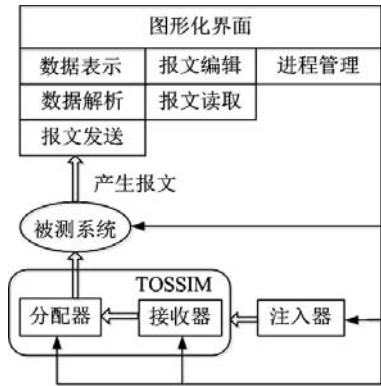 图形化界面
数据表示 报文编辑 进程管理
数据解析 报文读取
报文发送
产生报文
被测系统
TOSSIM
分配器 接收器 注入器